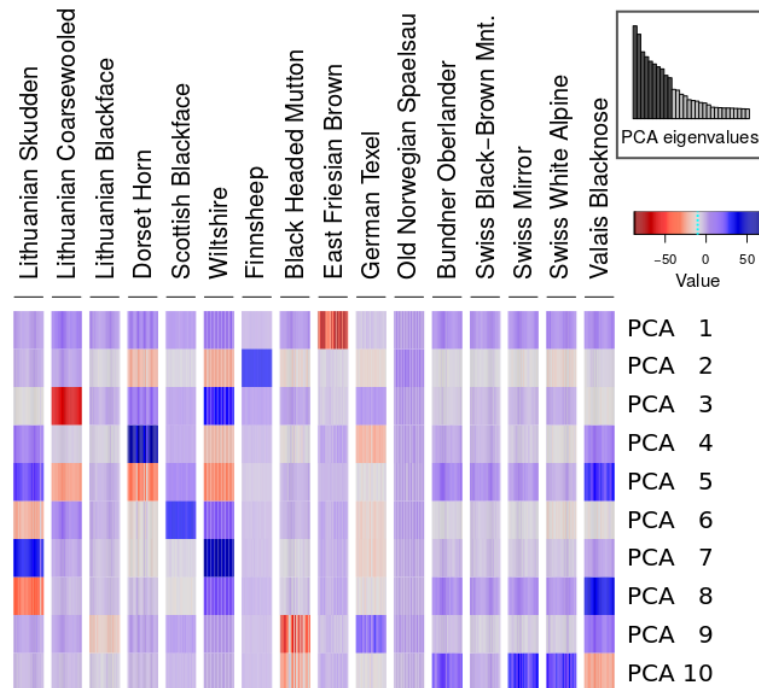 Lithuanian Skudden
Lithuanian Coarsewooled
Lithuanian Blackface
Dorset Horn
Scottish Blackface
Wiltshire
Finnsheep
Black Headed Mutton
East Friesian Brown
German Texel
Old Norwegian Spaelsau
Bundner Oberlander
Swiss Black−Brown Mnt.
Swiss Mirror
Swiss White Alpine
Valais Blacknose
PCA eigenvalues
−50 0 50
Value
PCA 1
PCA 2
PCA 3
PCA 4
PCA 5
PCA 6
PCA 7
PCA 8
PCA 9
PCA 10